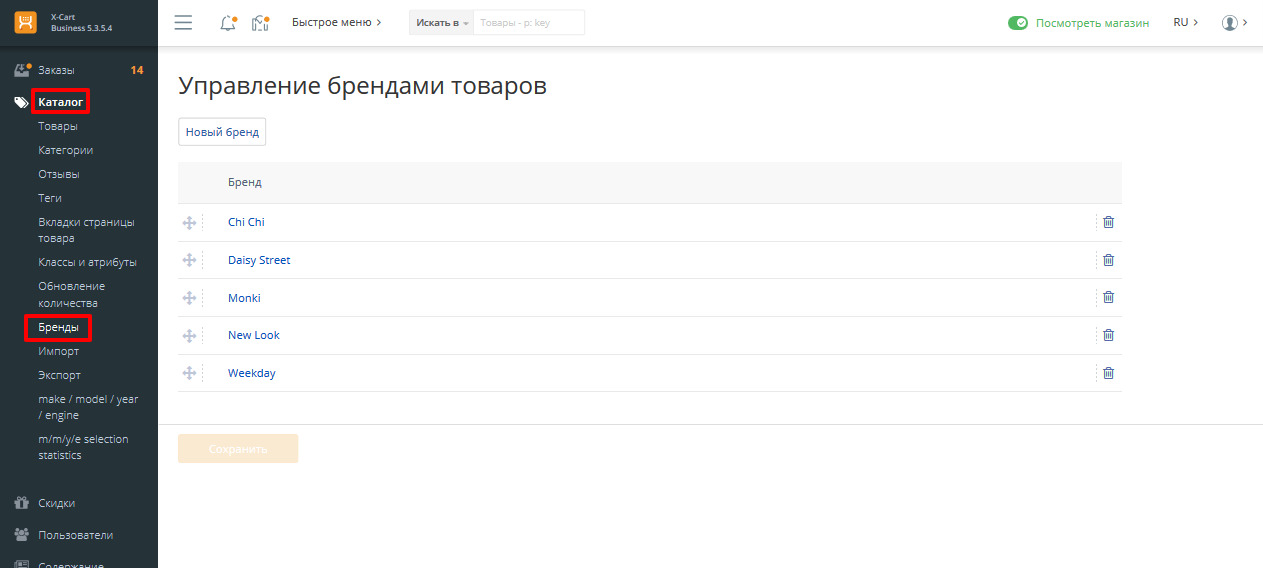 X-Cart
Business 5.3.5.4
Быстрое меню
Искать в
Товары - p: key
Посмотреть магазин
RU
Заказы
14
Каталог
Товары
Категории
Отзывы
Теги
Вкладки страницы
товара
Классы и атрибуты
Обновление
количества
Бренды
Импорт
Экспорт
make / model / year
/ engine
m/m/y/e selection
statistics
Скидки
Пользователи
Содержание
Управление брендами товаров
Новый бренд
Бренд
Chi Chi
Daisy Street
Monki
New Look
Weekday
Сохранить